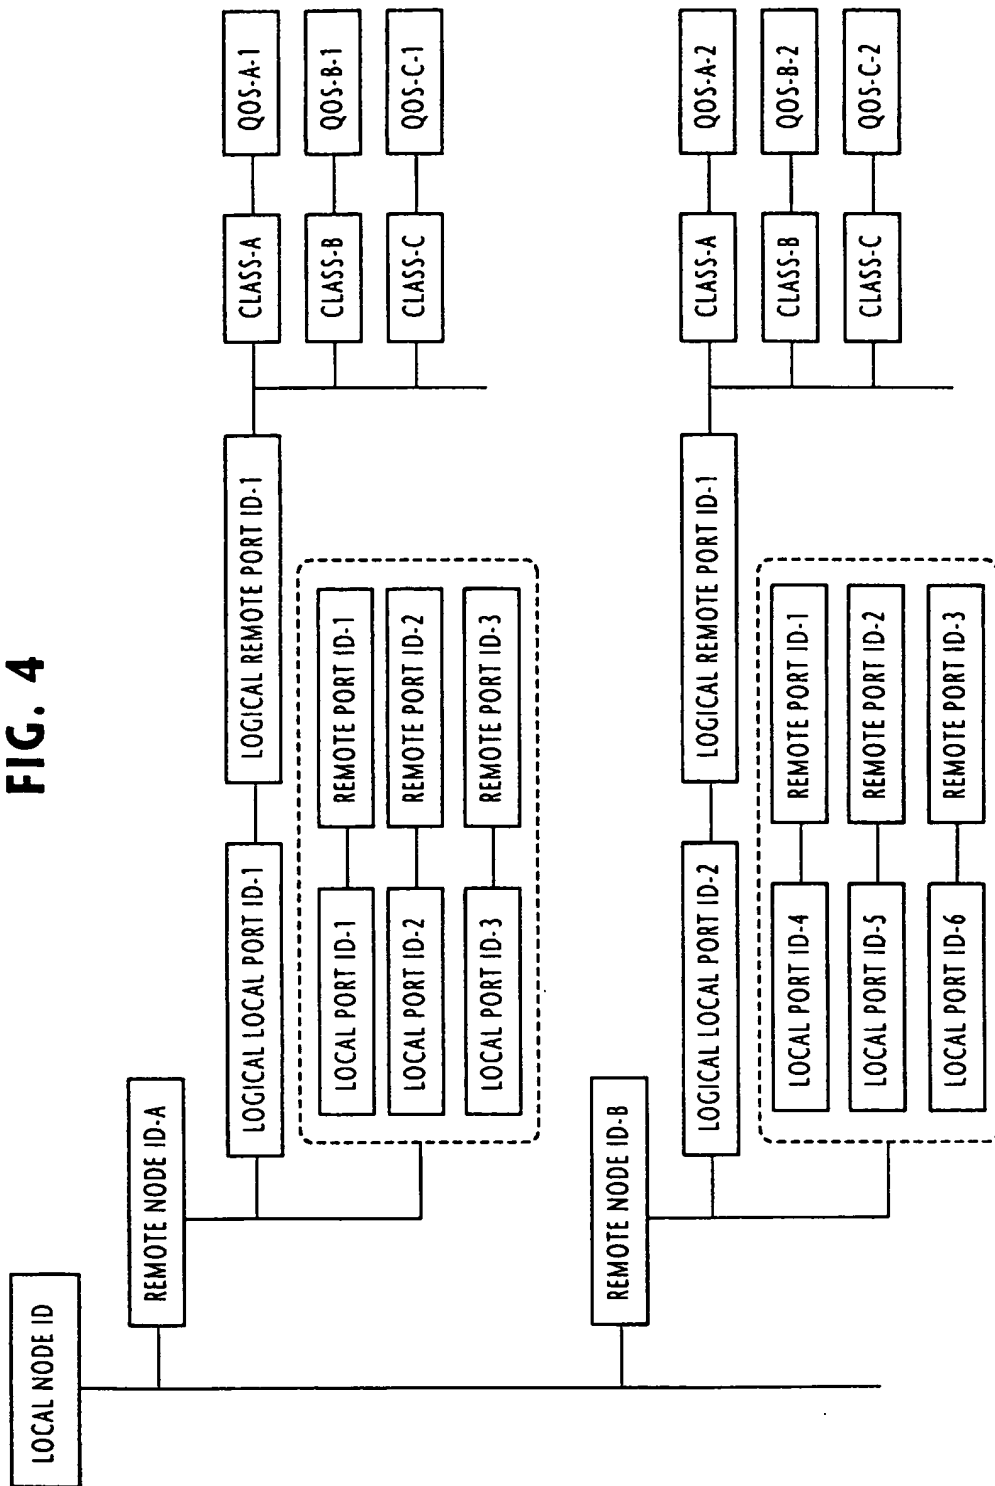 FIG. 4
LOCAL NODE ID
REMOTE NODE ID-A
LOGICAL LOCAL PORT ID-1
LOGICAL REMOTE PORT ID-1
CLASS-A
QOS-A-1
CLASS-B
QOS-B-1
CLASS-C
QOS-C-1
LOCAL PORT ID-1
REMOTE PORT ID-1
LOCAL PORT ID-2
REMOTE PORT ID-2
LOCAL PORT ID-3
REMOTE PORT ID-3
REMOTE NODE ID-B
LOGICAL LOCAL PORT ID-2
LOGICAL REMOTE PORT ID-1
CLASS-A
QOS-A-2
CLASS-B
QOS-B-2
CLASS-C
QOS-C-2
LOCAL PORT ID-4
REMOTE PORT ID-1
LOCAL PORT ID-5
REMOTE PORT ID-2
LOCAL PORT ID-6
REMOTE PORT ID-3